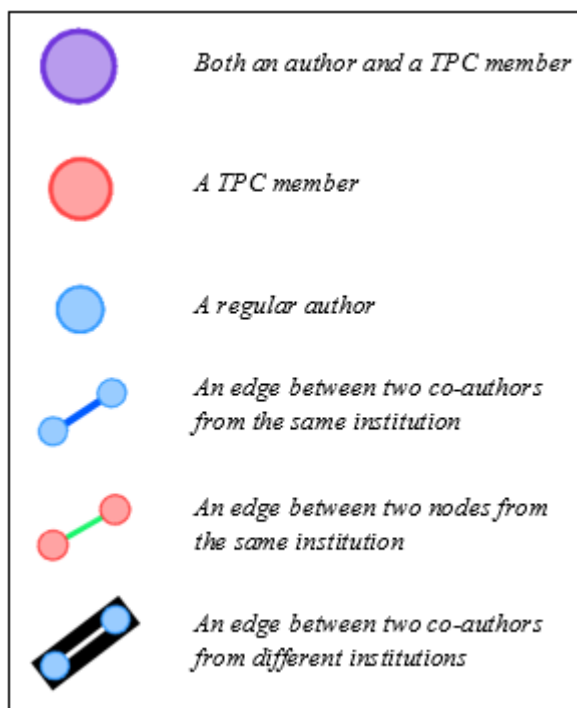 Both an author and a TPC member
A TPC member
A regular author
An edge between two co-authors
from the same institution
An edge between two nodes from
the same institution
An edge between two co-authors
from different institutions